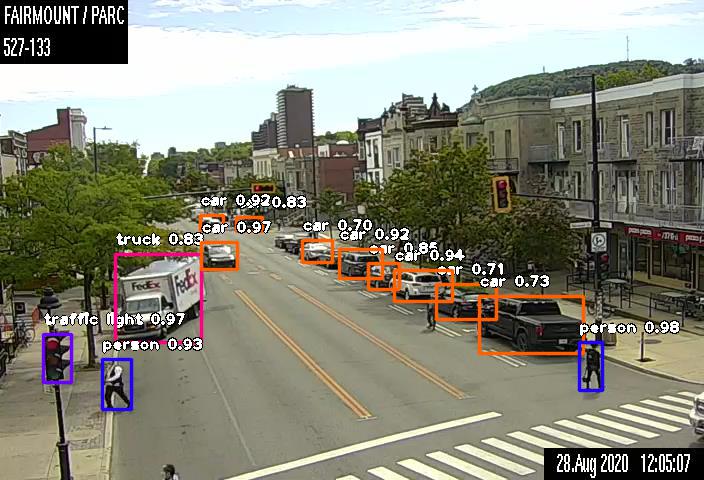 FAIRMOUNT / PARC
527-133
car 0.92
0.83
car 0.97
car 0.70
car 0.92
car 0.85
car 0.94
car 0.71
car 0.73
truck 0.83
FedEx
FedEx
traffic light 0.97
person 0.93
person 0.98
28.Aug 2020 12:05:07